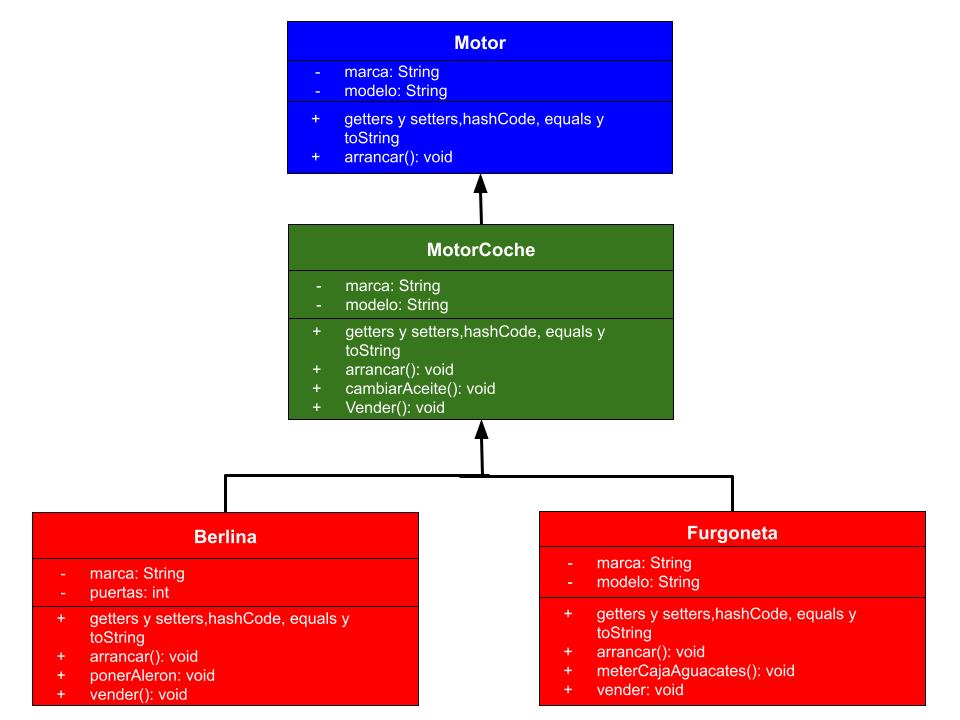 Motor
- marca: String
- modelo: String
+ getters y setters,hashCode, equals y
toString
+ arrancar(): void
MotorCoche
- marca: String
- modelo: String
+ getters y setters,hashCode, equals y
toString
+ arrancar(): void
+ cambiarAceite(): void
+ Vender(): void
Berlina
- marca: String
- puertas: int
+ getters y setters,hashCode, equals y
toString
+ arrancar(): void
+ ponerAleron: void
+ vender(): void
Furgoneta
- marca: String
- modelo: String
+ getters y setters,hashCode, equals y
toString
+ arrancar(): void
+ meterCajaAguacates(): void
+ vender: void